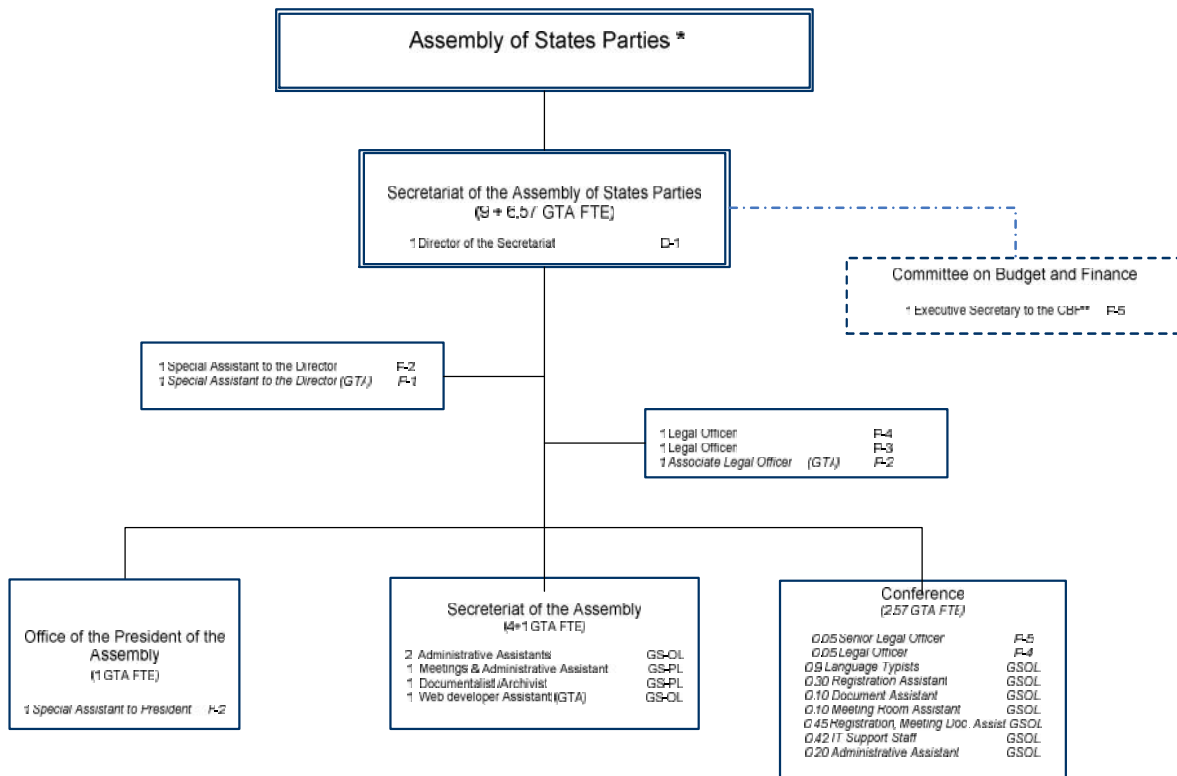 Assembly of States Parties *
Secretariat of the Assembly of States Parties
(9 + 6.57 GTA FTE)
1 Director of the Secretariat D-1
Committee on Budget and Finance
1 Executive Secretary to the CBF** P-5
1 Special Assistant to the Director P-2
1 Special Assistant to the Director (GTA) P-1
1 Legal Officer P-4
1 Legal Officer P-3
1 Associate Legal Officer (GTA) P-2
Office of the President of the
Assembly
(1 GTA FTE)
1 Special Assistant to President P-2
Secreteriat of the Assembly
(4+1 GTA FTE)
2 Administrative Assistants GS-OL
1 Meetings & Administrative Assistant GS-PL
1 Documentalist/Archivist GS-PL
1 Web developer Assistant (GTA) GS-OL
Conference
(2.57 GTA FTE)
0.05 Senior Legal Officer P-5
0.05 Legal Officer P-4
0.9 Language Typists GSOL
0.30 Registration Assistant GSOL
0.10 Document Assistant GSOL
0.10 Meeting Room Assistant GSOL
0.45 Registration, Meeting Doc. Assist GSOL
0.42 IT Support Staff GSOL
0.20 Administrative Assistant GSOL